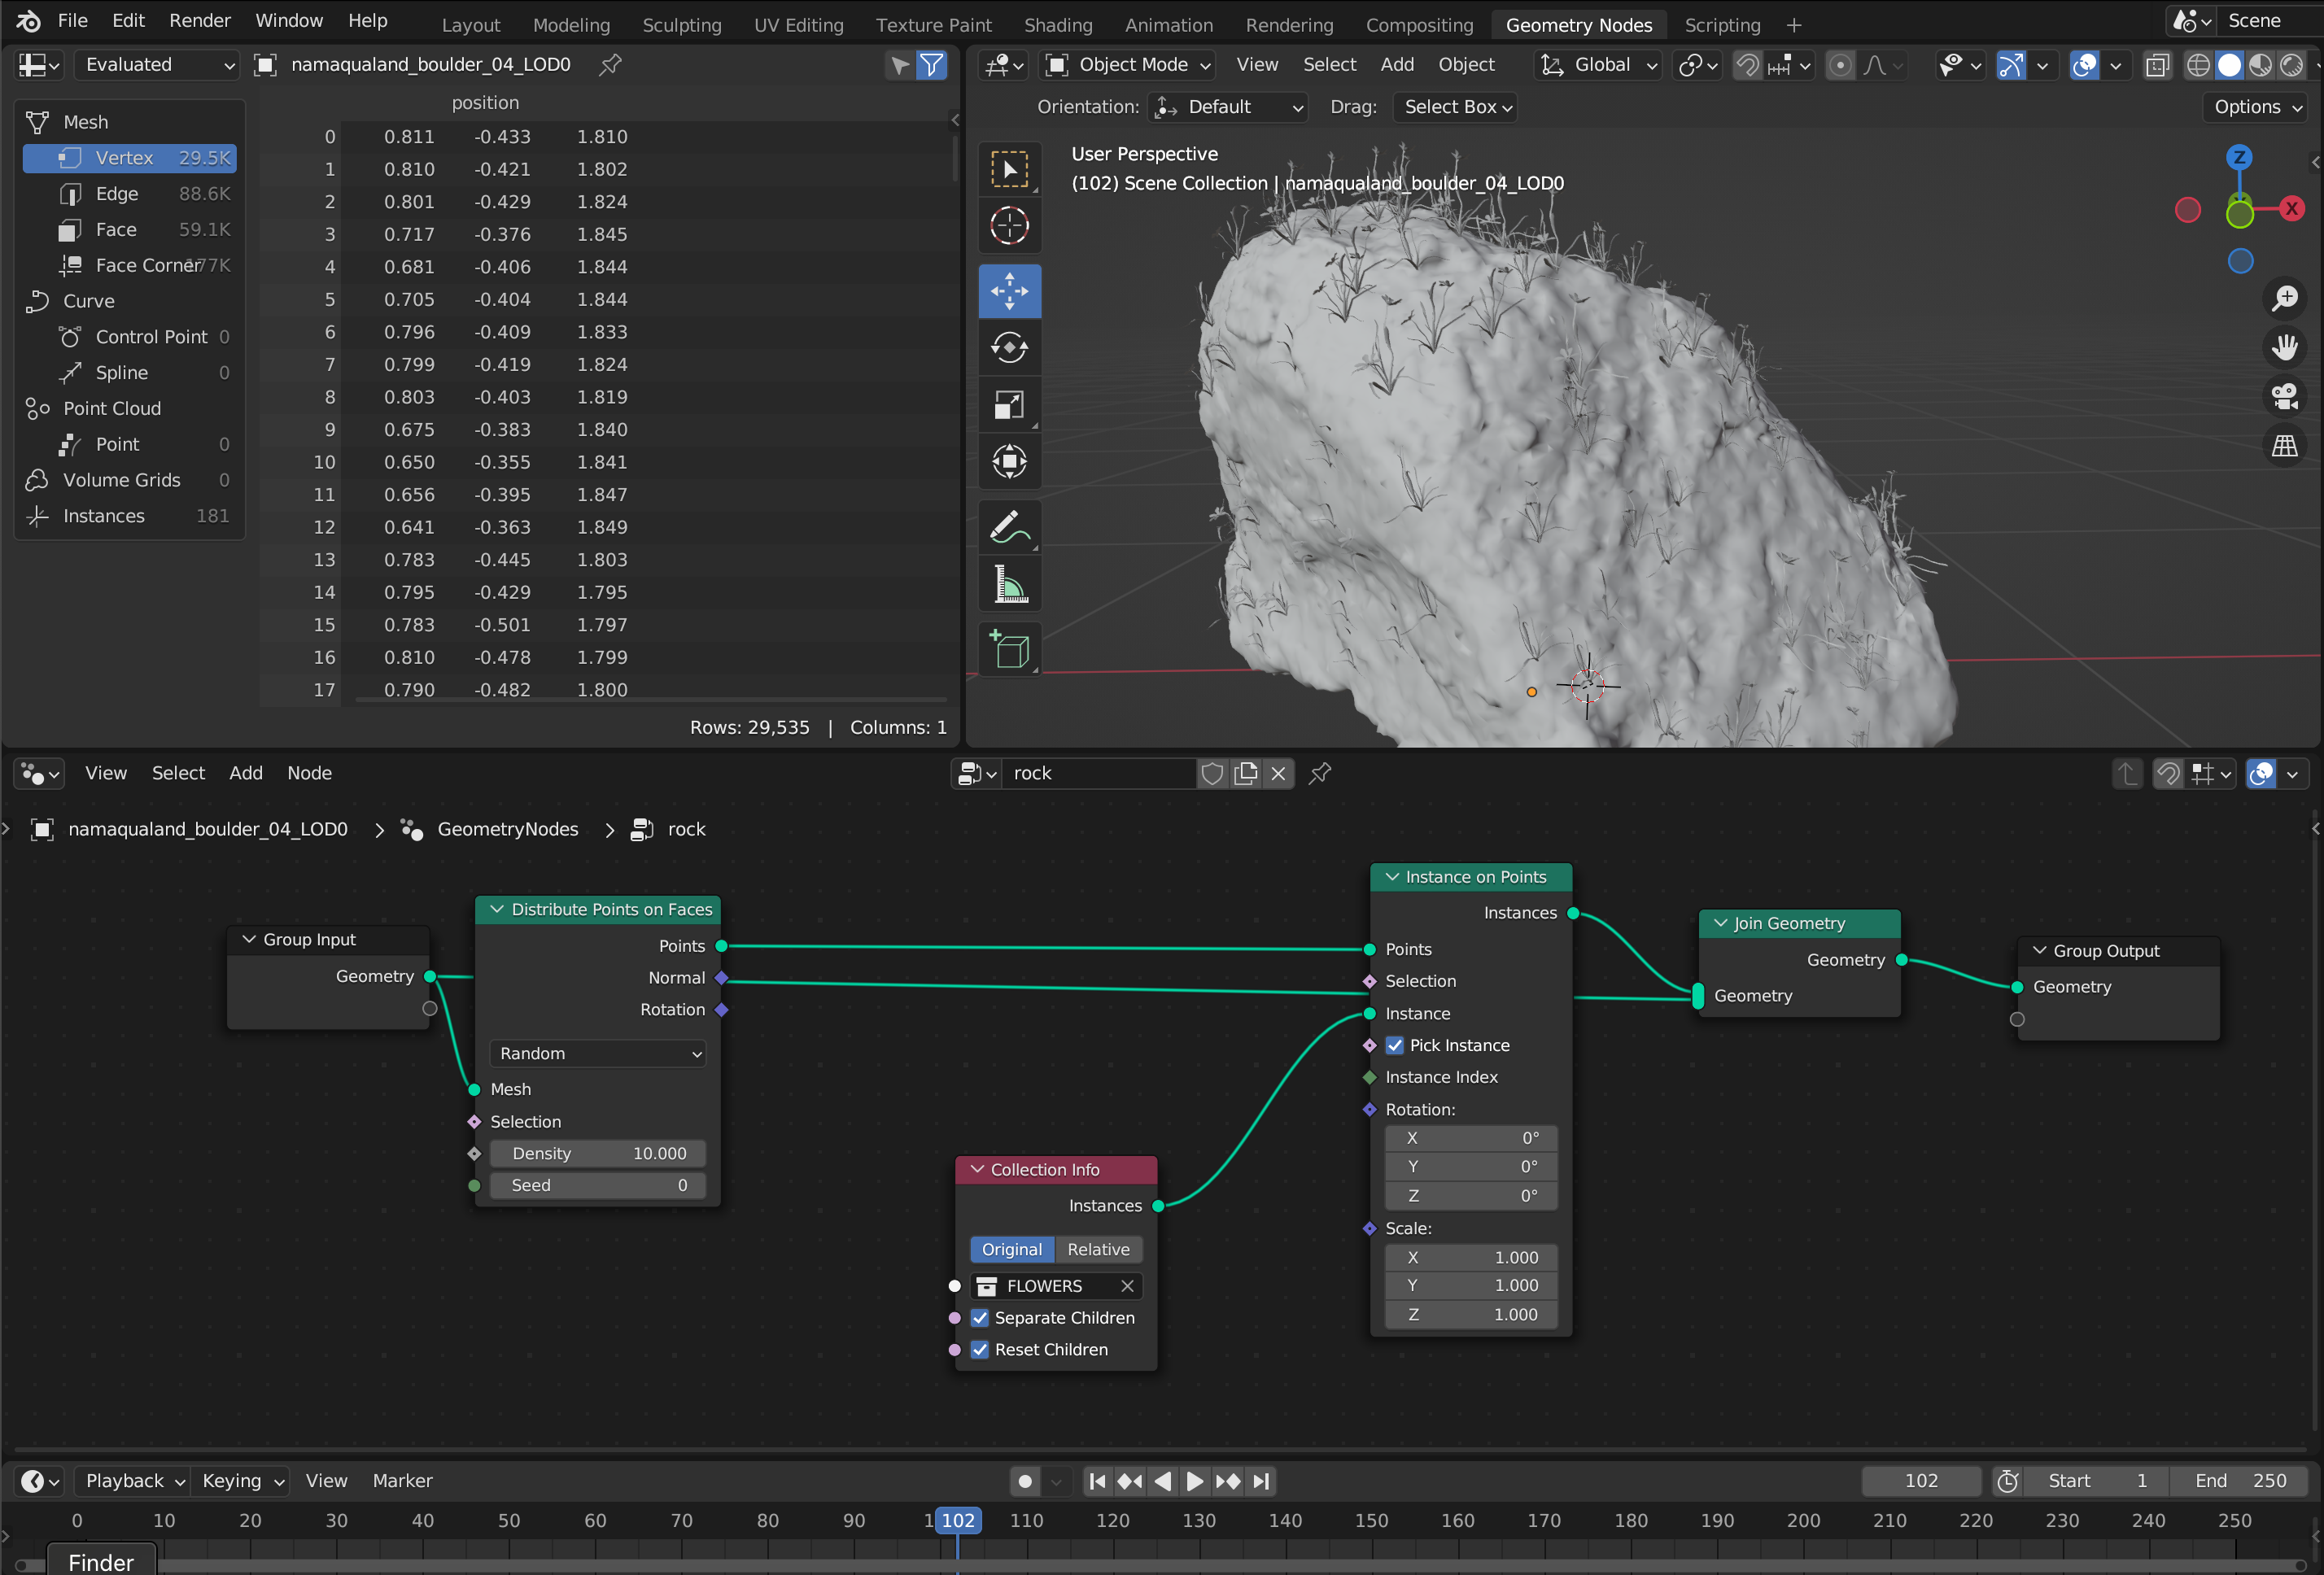 File Edit Render Window Help Layout Modeling Sculpting UV Editing Texture Paint Shading Animation Rendering Compositing Geometry Nodes Scripting + Scene
Evaluated namaqualand_boulder_04_LOD0
position
Mesh
Vertex 29.5K
Edge 88.6K
Face 59.1K
Face Corner 177K
Curve
Control Point 0
Spline 0
Point Cloud
Point 0
Volume Grids 0
Instances 181
0 0.811 -0.433 1.810
1 0.810 -0.421 1.802
2 0.801 -0.429 1.824
3 0.717 -0.376 1.845
4 0.681 -0.406 1.844
5 0.705 -0.404 1.844
6 0.796 -0.409 1.833
7 0.799 -0.419 1.824
8 0.803 -0.403 1.819
9 0.675 -0.383 1.840
10 0.650 -0.355 1.841
11 0.656 -0.395 1.847
12 0.641 -0.363 1.849
13 0.783 -0.445 1.803
14 0.795 -0.429 1.795
15 0.783 -0.501 1.797
16 0.810 -0.478 1.799
17 0.790 -0.482 1.800
Rows: 29,535 | Columns: 1
Object Mode View Select Add Object Global
Orientation: Default Drag: Select Box Options
User Perspective
(102) Scene Collection | namaqualand_boulder_04_LOD0
Z
X
View Select Add Node rock
namaqualand_boulder_04_LOD0 > GeometryNodes > rock
Group Input
Geometry
Distribute Points on Faces
Points
Normal
Rotation
Random
Mesh
Selection
Density 10.000
Seed 0
Collection Info
Instances
Original Relative
FLOWERS
Separate Children
Reset Children
Instance on Points
Instances
Points
Selection
Instance
Pick Instance
Instance Index
Rotation:
X 0°
Y 0°
Z 0°
Scale:
X 1.000
Y 1.000
Z 1.000
Join Geometry
Geometry
Geometry
Group Output
Geometry
Playback Keying View Marker 102 Start 1 End 250
0 10 20 30 40 50 60 70 80 90 102 110 120 130 140 150 160 170 180 190 200 210 220 230 240 250
Finder